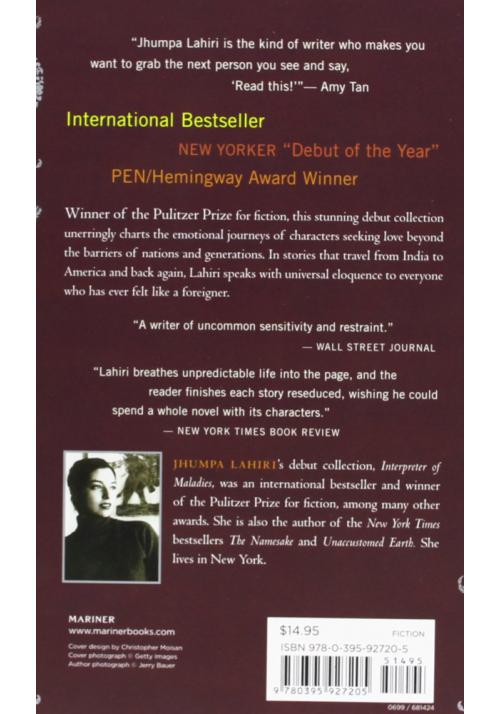 “Jhumpa Lahiri is the kind of writer who makes you
want to grab the next person you see and say,
‘Read this!’”— Amy Tan
International Bestseller
NEW YORKER “Debut of the Year”
PEN/Hemingway Award Winner
Winner of the Pulitzer Prize for fiction, this stunning debut collection
unerringly charts the emotional journeys of characters seeking love beyond
the barriers of nations and generations. In stories that travel from India to
America and back again, Lahiri speaks with universal eloquence to everyone
who has ever felt like a foreigner.
“A writer of uncommon sensitivity and restraint.”
— WALL STREET JOURNAL
“Lahiri breathes unpredictable life into the page, and the
reader finishes each story reseduced, wishing he could
spend a whole novel with its characters.”
— NEW YORK TIMES BOOK REVIEW
JHUMPA LAHIRI’s debut collection, Interpreter of
Maladies, was an international bestseller and winner
of the Pulitzer Prize for fiction, among many other
awards. She is also the author of the New York Times
bestsellers The Namesake and Unaccustomed Earth. She
lives in New York.
MARINER
www.marinerbooks.com
Cover design by Christopher Moisan
Cover photograph © Getty Images
Author photograph © Jerry Bauer
$14.95
FICTION
ISBN 978-0-395-92720-5
51495
9 780395 927205
0699 / 681424